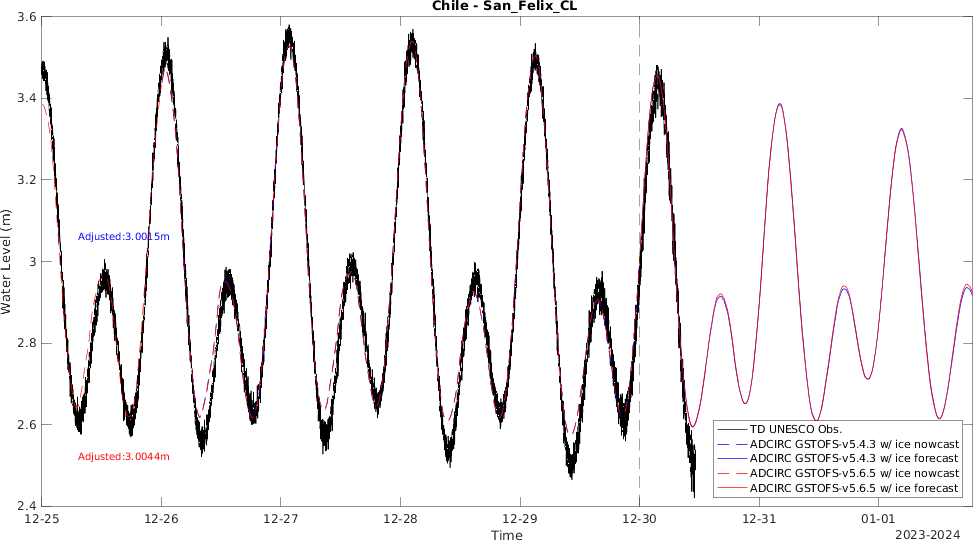 Chile - San_Felix_CL
3.6
3.4
3.2
3
2.8
2.6
2.4
Water Level (m)
Adjusted:3.0015m
Adjusted:3.0044m
TD UNESCO Obs.
ADCIRC GSTOFS-v5.4.3 w/ ice nowcast
ADCIRC GSTOFS-v5.4.3 w/ ice forecast
ADCIRC GSTOFS-v5.6.5 w/ ice nowcast
ADCIRC GSTOFS-v5.6.5 w/ ice forecast
12-25 12-26 12-27 12-28 12-29 12-30 12-31 01-01
Time
2023-2024